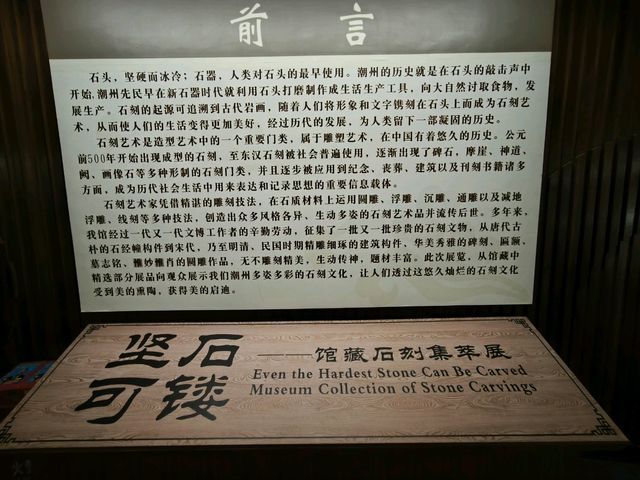 前言
石头，坚硬而冰冷；石器，人类对石头的最早使用。潮州的历史就是在石头的敲击声中
开始,潮州先民早在新石器时代就利用石头打磨制作成生活生产工具，向大自然讨取食物，发
展生产。石刻的起源可追溯到古代岩画，随着人们将形象和文字镌刻在石头上而成为石刻艺
术，从而使人们的生活变得更加美好，经过历代的发展，为人类留下一部凝固的历史。
石刻艺术是造型艺术中的一个重要门类，属于雕塑艺术，在中国有着悠久的历史。公元
前500年开始出现成型的石刻，至东汉石刻被社会普遍使用，逐渐出现了碑石，摩崖、神道、
阙、画像石等多种形制的石刻门类，并且逐步被应用到纪念、丧葬、建筑以及刊刻书籍诸多
方面，成为历代社会生活中用来表达和记录思想的重要信息载体。
石刻艺术家凭借精谌的雕刻技法，在石质材料上运用圆雕、浮雕、沉雕、通雕以及减地
浮雕、线刻等多种技法，创造出众多风格各异、生动多姿的石刻艺术品并流传后世。多年来，
我馆经过一代又一代文博工作者的辛勤劳动，征集了一批又一批珍贵的石刻文物，从唐代古
朴的石经幢构件到宋代，乃至明清、民国时期精雕细琢的建筑构件、华美秀雅的碑刻、匾额、
墓志铭、惟妙惟肖的圆雕作品，无不雕刻精美，生动传神，题材丰富。此次展览，从馆藏中
精选部分展品向观众展示我们潮州多姿多彩的石刻文化，让人们透过这悠久灿烂的石刻文化
受到美的熏陶，获得美的启迪。
坚石可镂
——馆藏石刻集萃展
Even the Hardest Stone Can Be Carved
Museum Collection of Stone Carvings